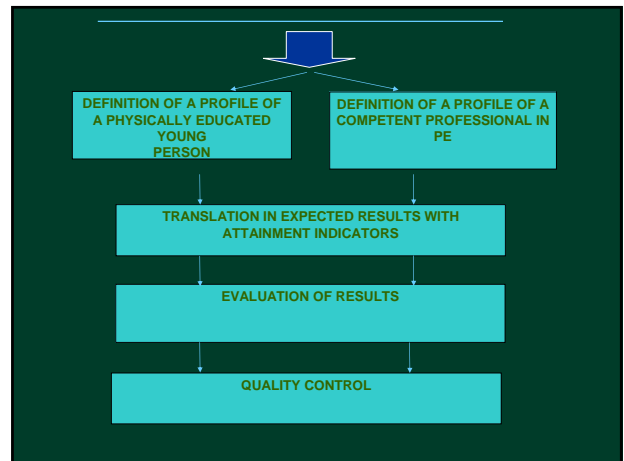 DEFINITION OF A PROFILE OF
A PHYSICALLY EDUCATED
YOUNG
PERSON
DEFINITION OF A PROFILE OF A
COMPETENT PROFESSIONAL IN
PE
TRANSLATION IN EXPECTED RESULTS WITH
ATTAINMENT INDICATORS
EVALUATION OF RESULTS
QUALITY CONTROL